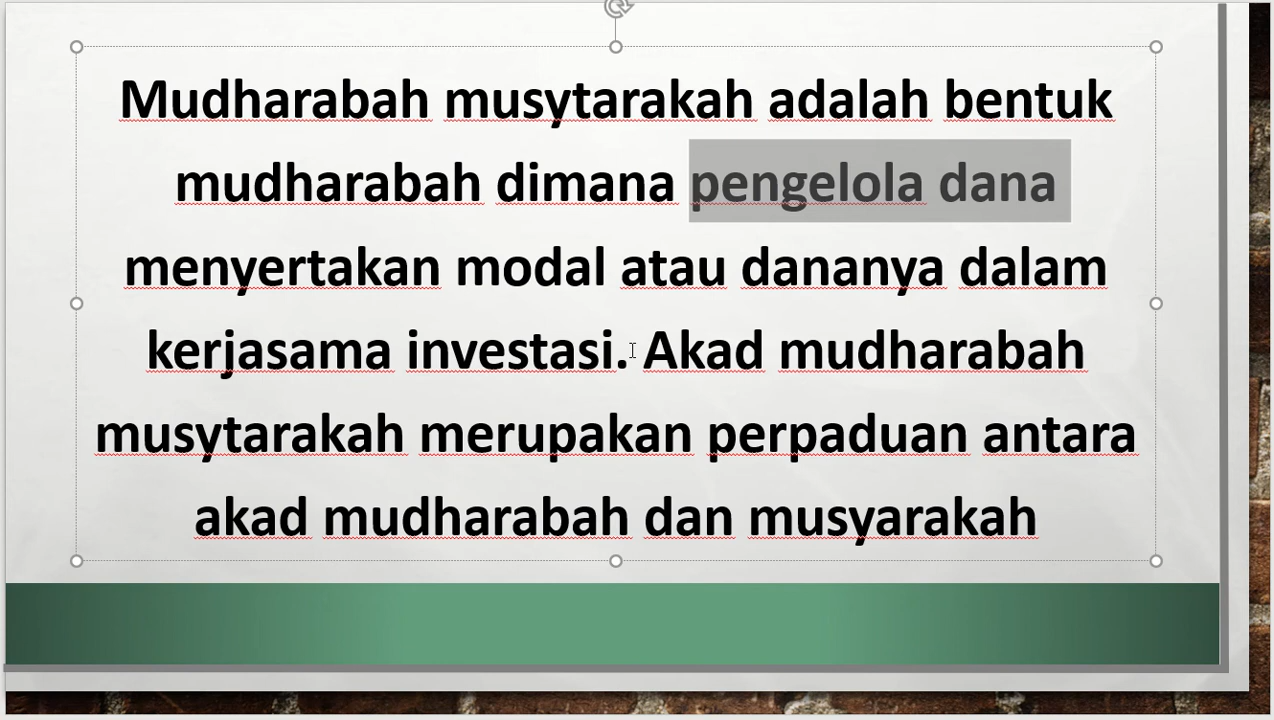 Mudharabah musytarakah adalah bentuk
mudharabah dimana pengelola dana
menyertakan modal atau dananya dalam
kerjasama investasi. Akad mudharabah
musytarakah merupakan perpaduan antara
akad mudharabah dan musyarakah